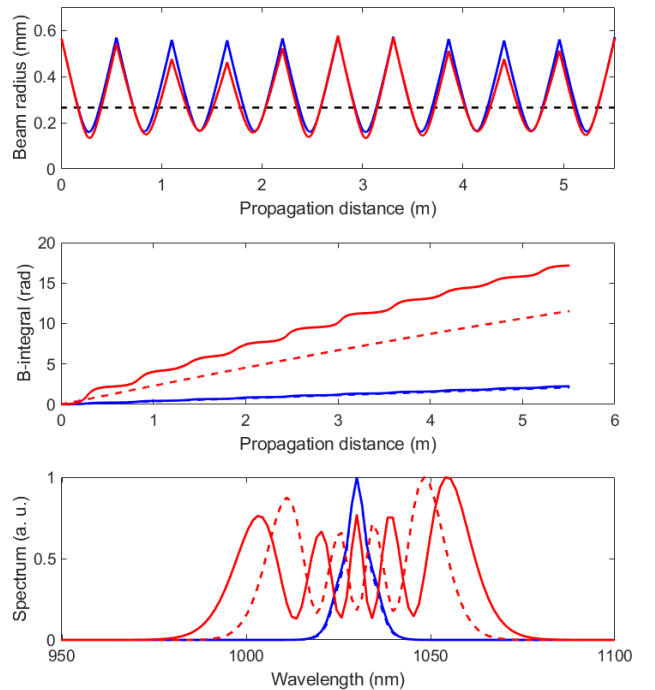 Beam radius (mm)
0.6
0.4
0.2
0
0 1 2 3 4 5
Propagation distance (m)
B-integral (rad)
20
15
10
5
0
0 1 2 3 4 5 6
Propagation distance (m)
Spectrum (a. u.)
1
0.5
0
950 1000 1050 1100
Wavelength (nm)